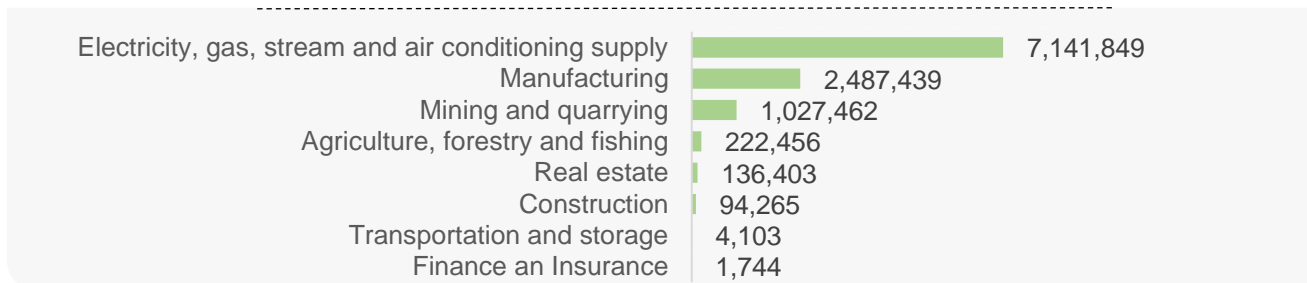 Electricity, gas, stream and air conditioning supply 7,141,849
Manufacturing 2,487,439
Mining and quarrying 1,027,462
Agriculture, forestry and fishing 222,456
Real estate 136,403
Construction 94,265
Transportation and storage 4,103
Finance an Insurance 1,744